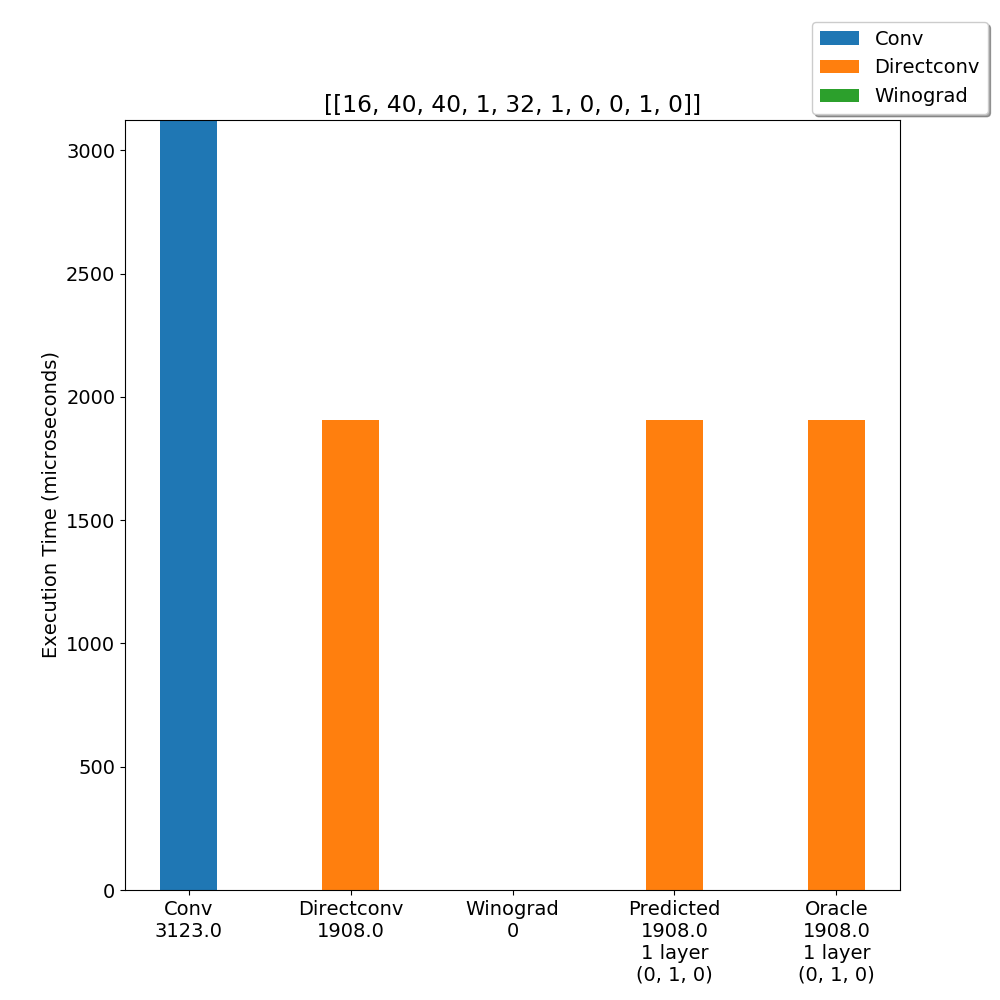 Conv
Directconv
Winograd
[[16, 40, 40, 1, 32, 1, 0, 0, 1, 0]]
Execution Time (microseconds)
3000
2500
2000
1500
1000
500
0
Conv
3123.0
Directconv
1908.0
Winograd
0
Predicted
1908.0
1 layer
(0, 1, 0)
Oracle
1908.0
1 layer
(0, 1, 0)